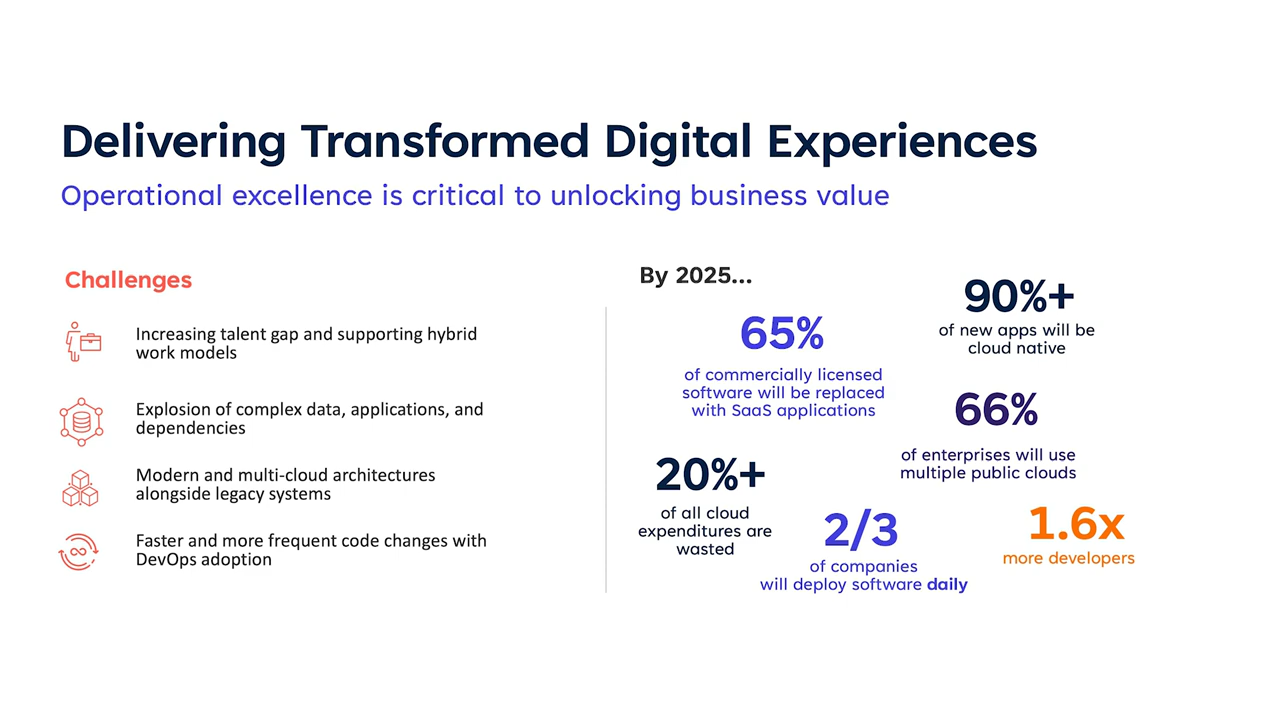 Delivering Transformed Digital Experiences
Operational excellence is critical to unlocking business value
Challenges
Increasing talent gap and supporting hybrid
work models
Explosion of complex data, applications, and
dependencies
Modern and multi-cloud architectures
alongside legacy systems
Faster and more frequent code changes with
DevOps adoption
By 2025...
65%
of commercially licensed
software will be replaced
with SaaS applications
90%+
of new apps will be
cloud native
66%
of enterprises will use
multiple public clouds
20%+
of all cloud
expenditures are
wasted
2/3
of companies
will deploy software daily
1.6x
more developers